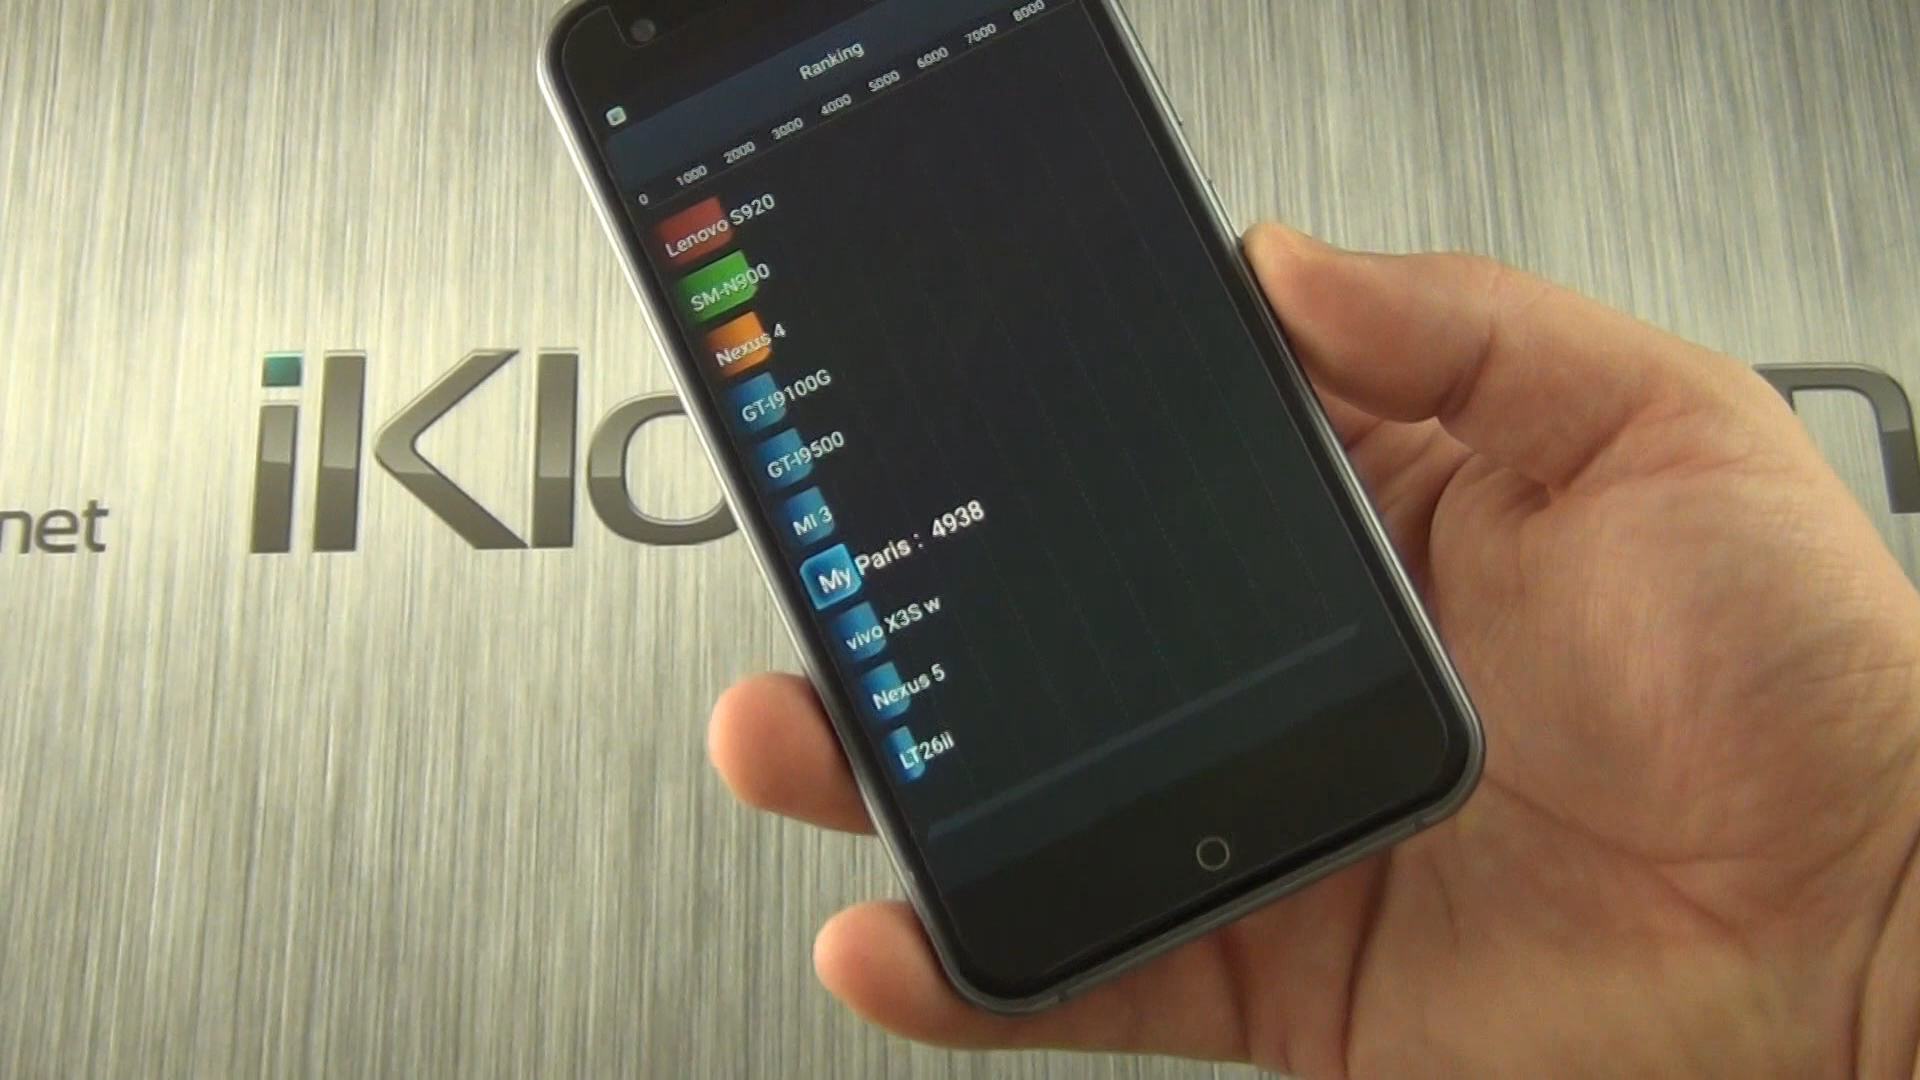 Ranking
0 1000 2000 3000 4000 5000 6000 7000 8000
Lenovo S920
SM-N900
Nexus 4
GT-I9100G
GT-I9500
MI 3
My Paris : 4938
vivo X3S w
Nexus 5
LT26ii
net
iKlo
n